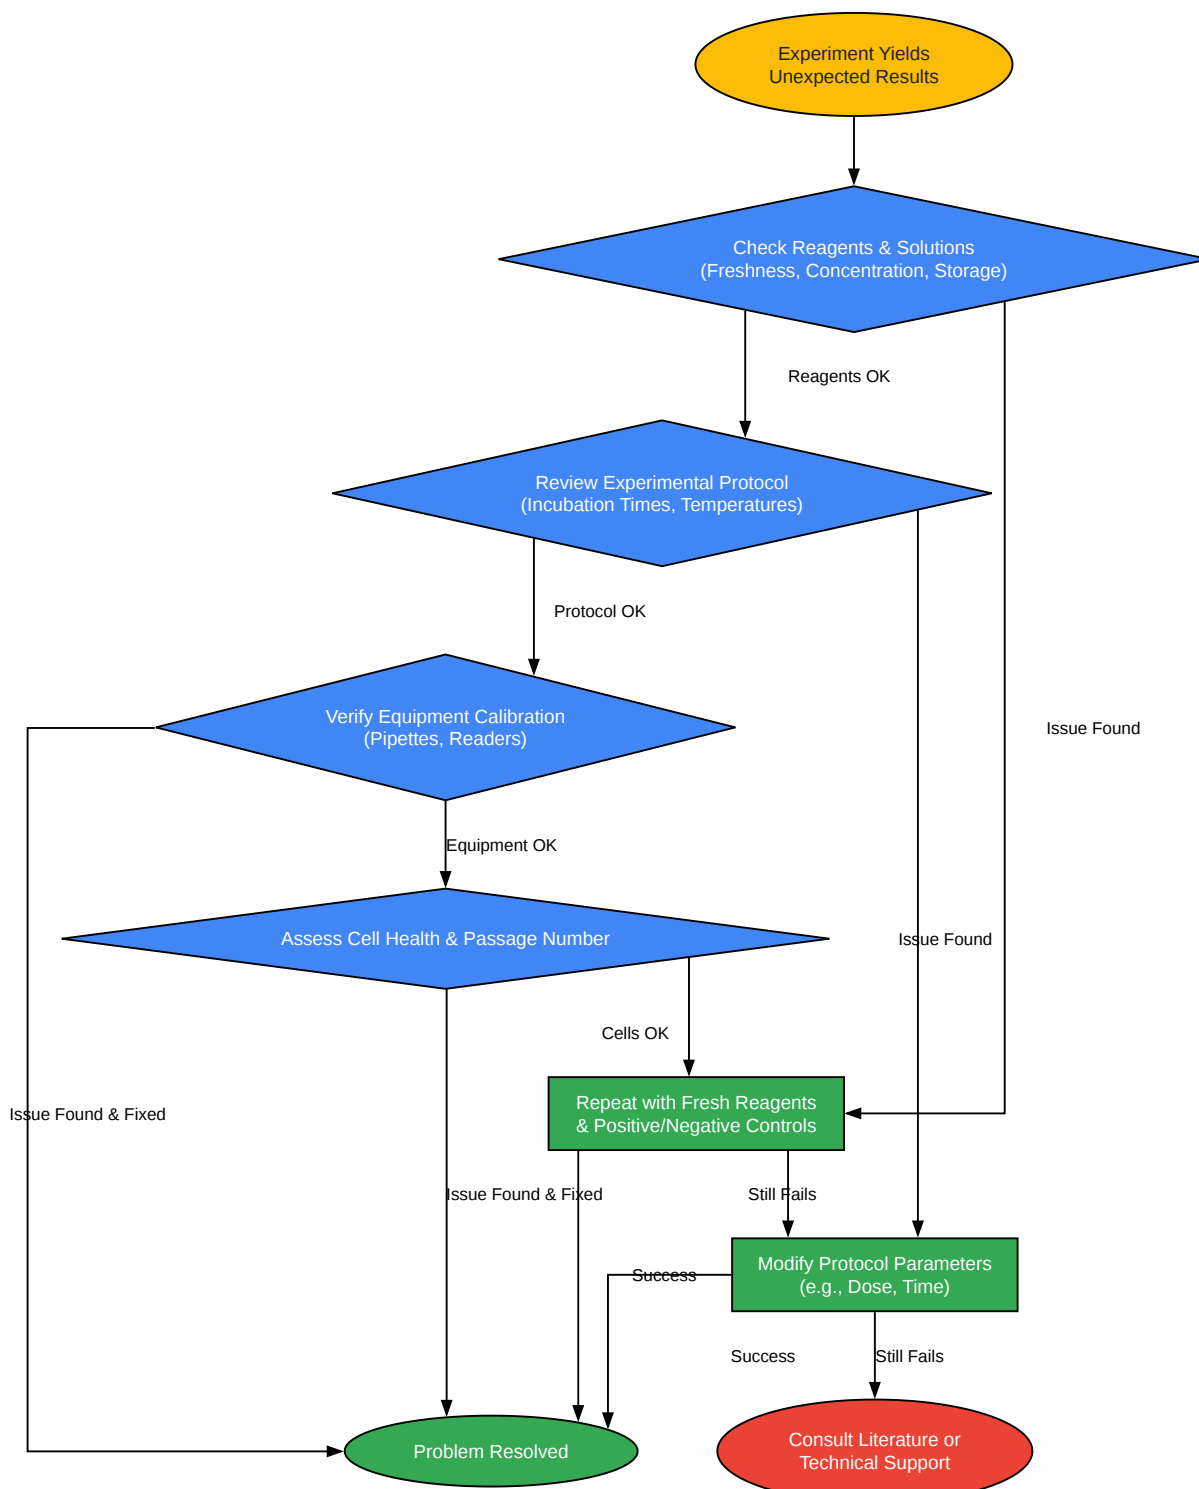 Experiment Yields
Unexpected Results
Check Reagents & Solutions
(Freshness, Concentration, Storage)
Reagents OK
Review Experimental Protocol
(Incubation Times, Temperatures)
Protocol OK
Verify Equipment Calibration
(Pipettes, Readers)
Issue Found
Equipment OK
Assess Cell Health & Passage Number
Issue Found
Cells OK
Repeat with Fresh Reagents
& Positive/Negative Controls
Issue Found & Fixed
Issue Found & Fixed
Still Fails
Modify Protocol Parameters
(e.g., Dose, Time)
Success
Success
Still Fails
Problem Resolved
Consult Literature or
Technical Support